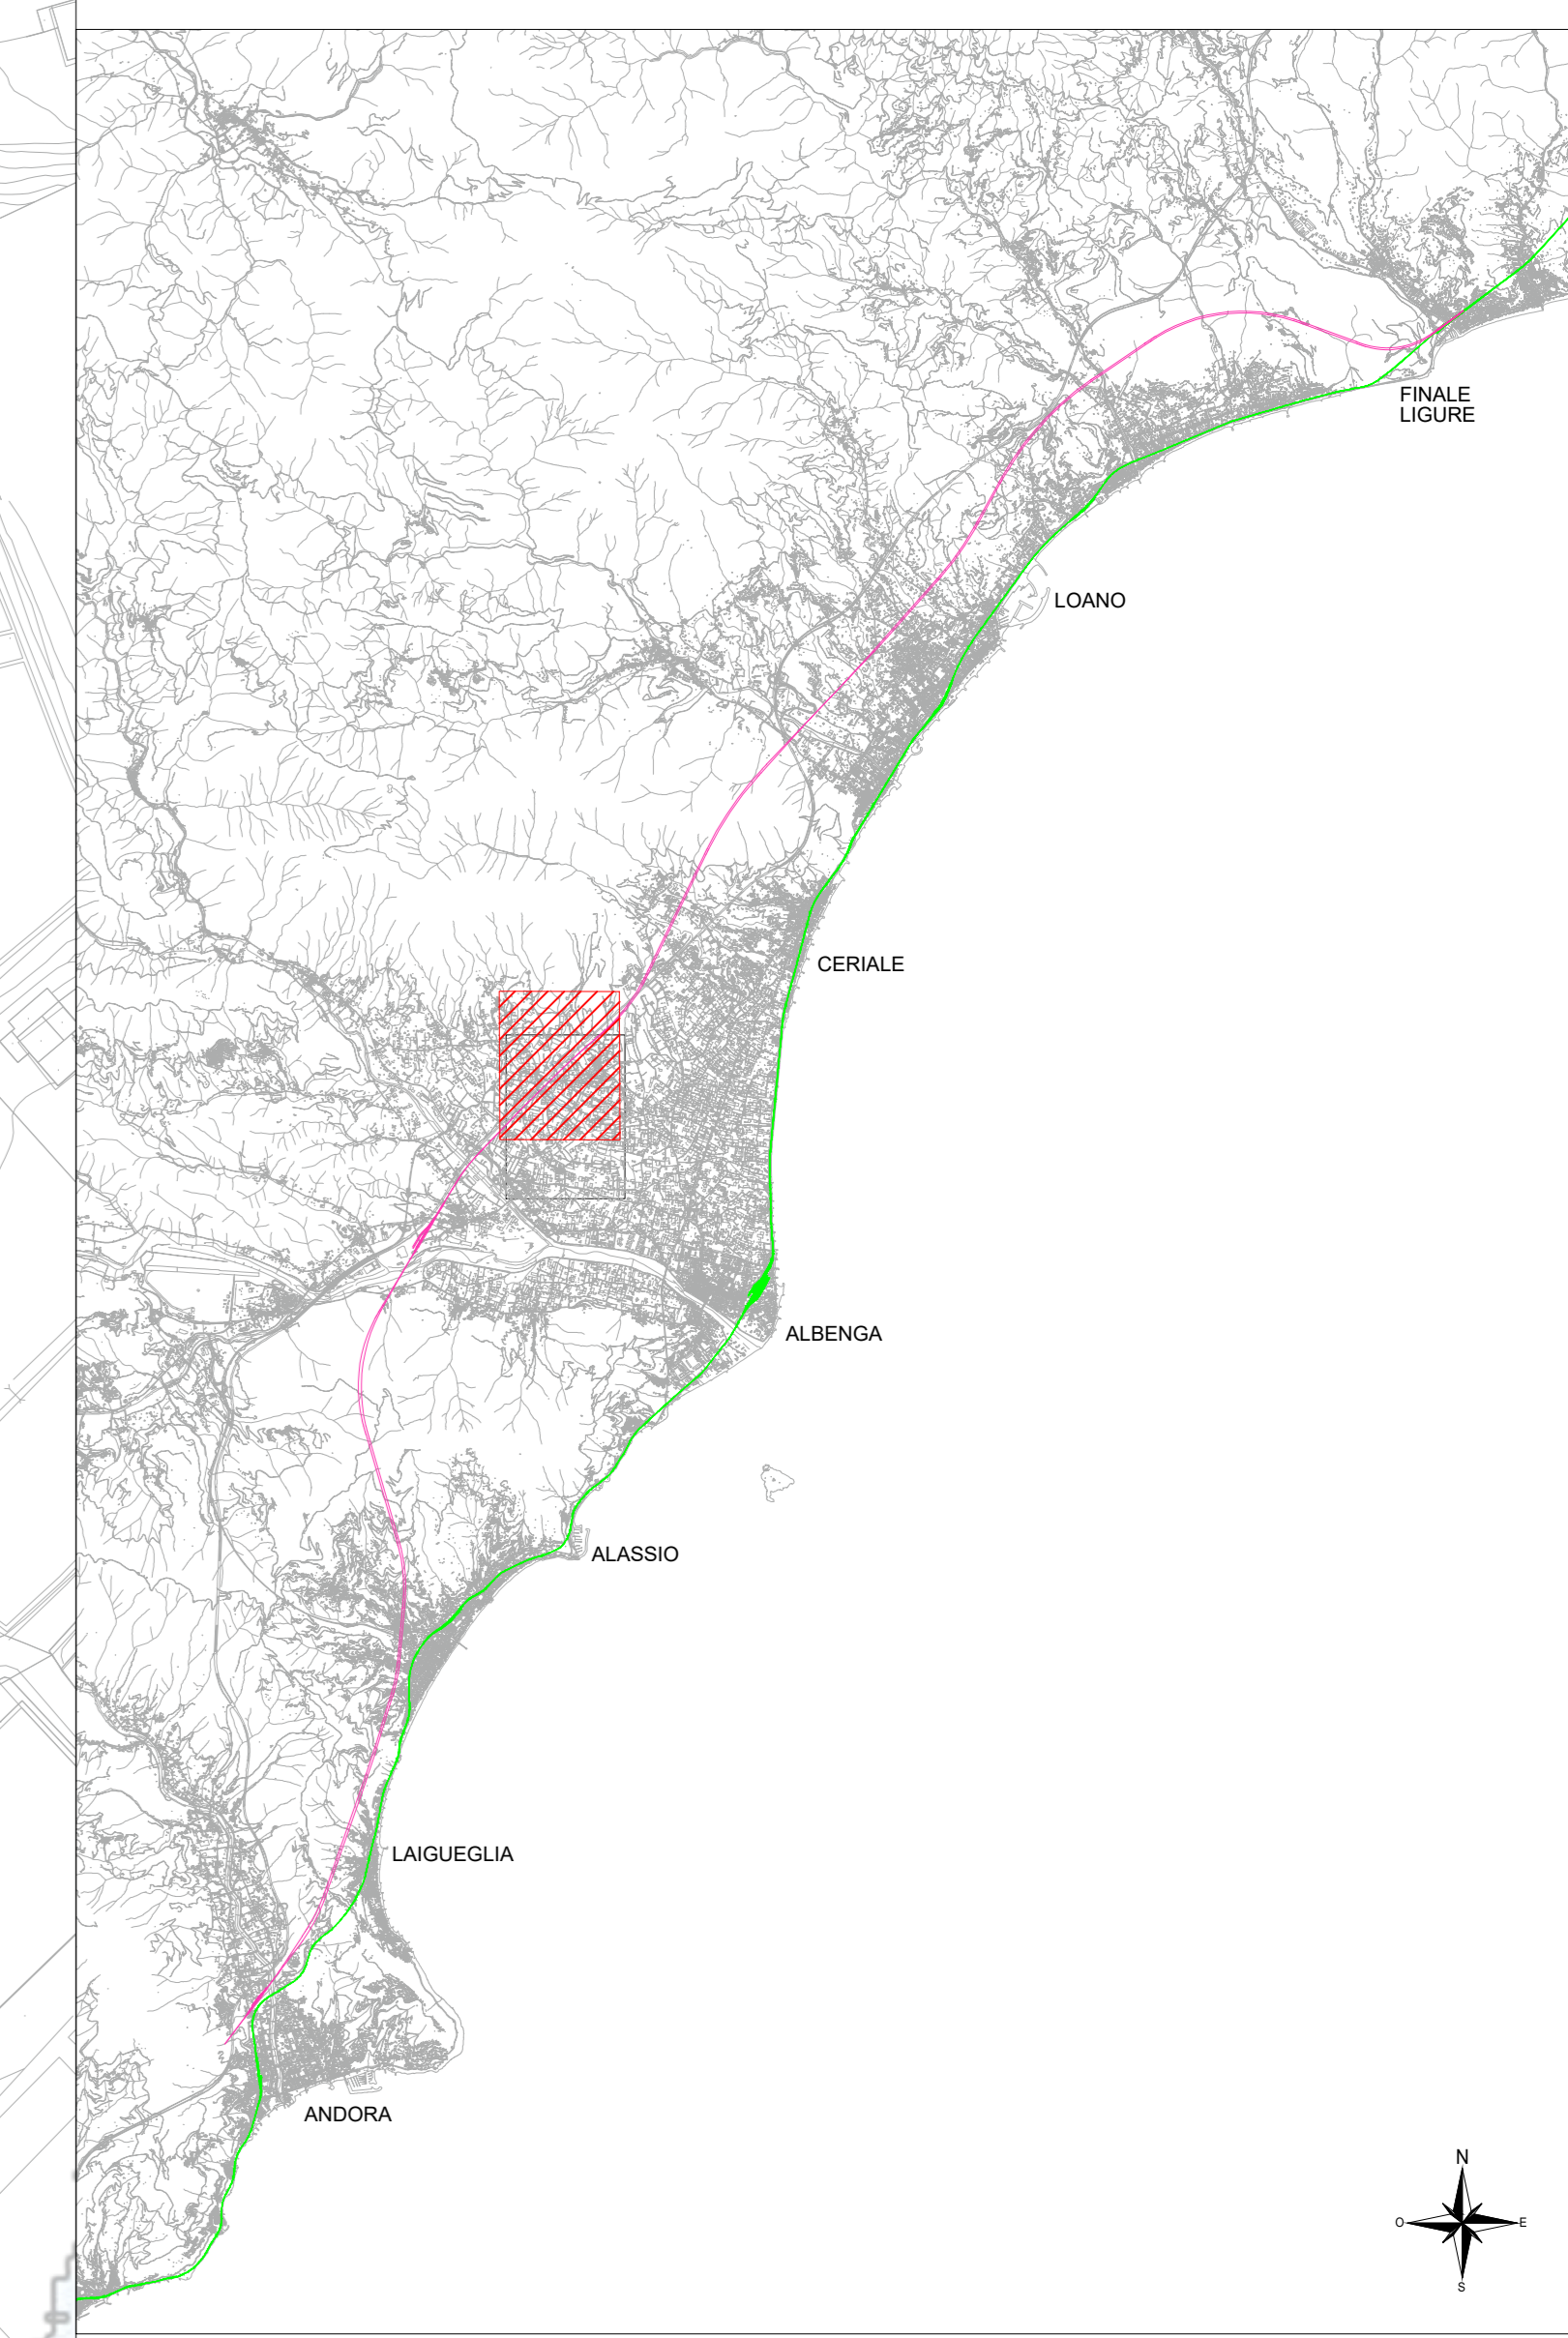 FINALE
LIGURE
LOANO
CERIALE
ALBENGA
ALASSIO
LAIGUEGLIA
ANDORA
N
O
E
S